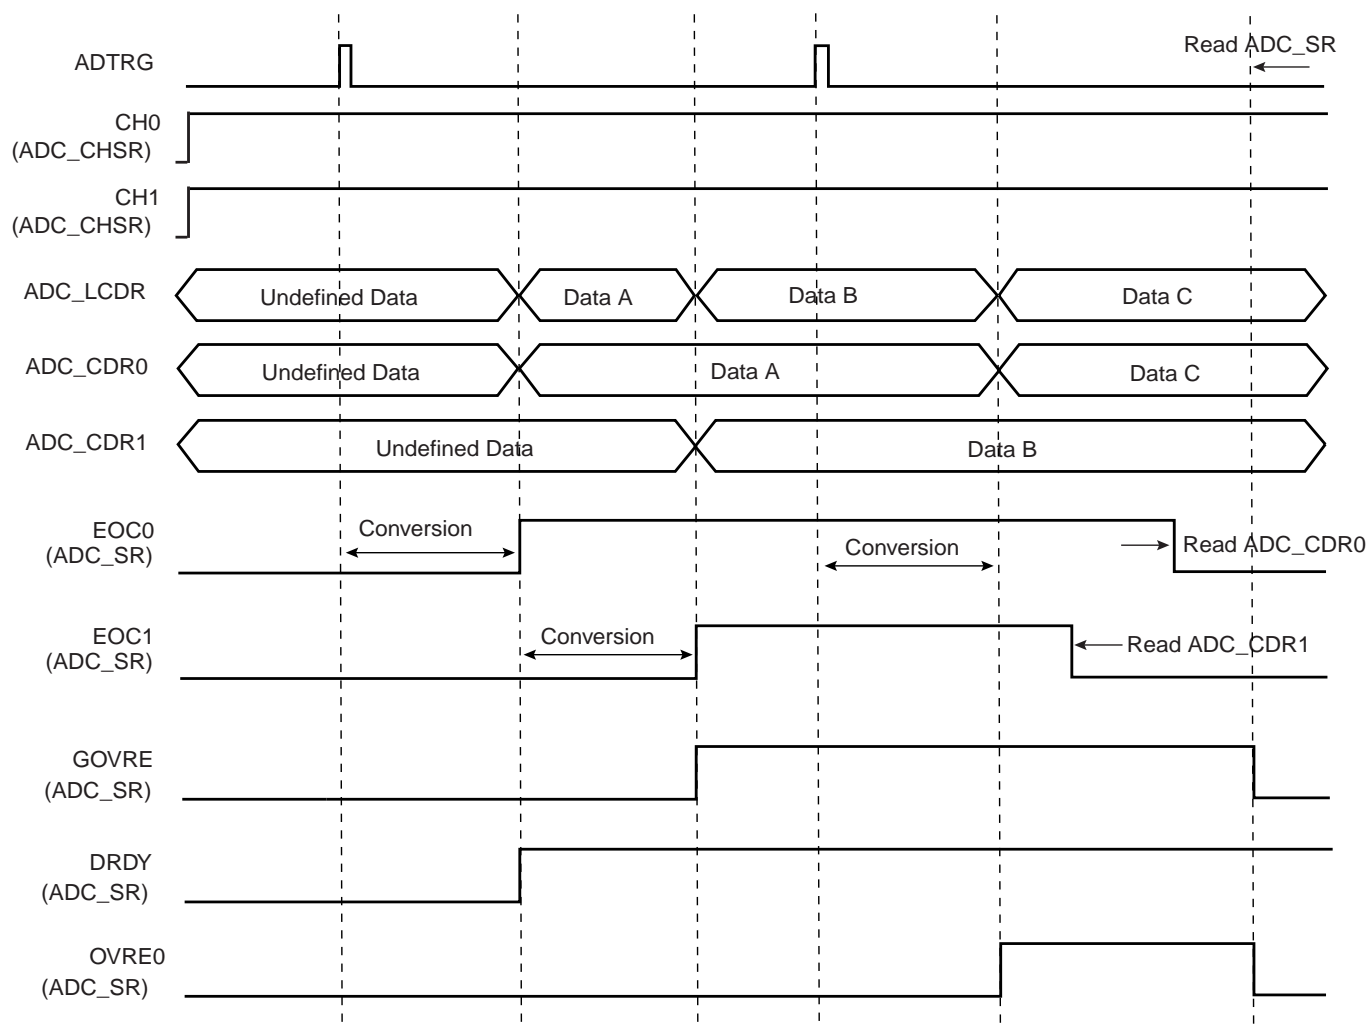 ADTRG
Read ADC_SR
CH0
(ADC_CHSR)
CH1
(ADC_CHSR)
ADC_LCDR
Undefined Data
Data A
Data B
Data C
ADC_CDR0
Undefined Data
Data A
Data C
ADC_CDR1
Undefined Data
Data B
EOC0
(ADC_SR)
Conversion
Conversion
Read ADC_CDR0
EOC1
(ADC_SR)
Conversion
Read ADC_CDR1
GOVRE
(ADC_SR)
DRDY
(ADC_SR)
OVRE0
(ADC_SR)